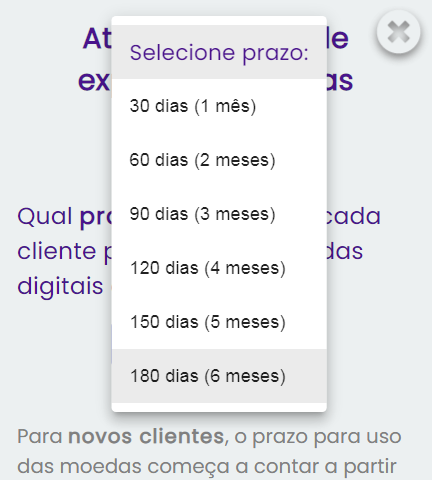 Selecione prazo:
30 dias (1 mês)
60 dias (2 meses)
90 dias (3 meses)
120 dias (4 meses)
150 dias (5 meses)
180 dias (6 meses)
Qual
cliente
digitais
Para novos clientes, o prazo para uso
das moedas começa a contar a partir